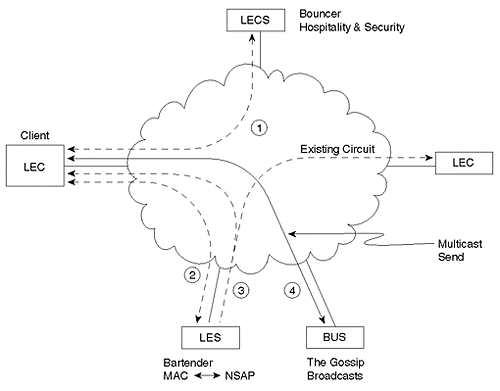 LECS
Bouncer
Hospitality & Security
Client
LEC
1
Existing Circuit
LEC
Multicast
Send
2
3
4
LES
BUS
Bartender
MAC NSAP
The Gossip
Broadcasts